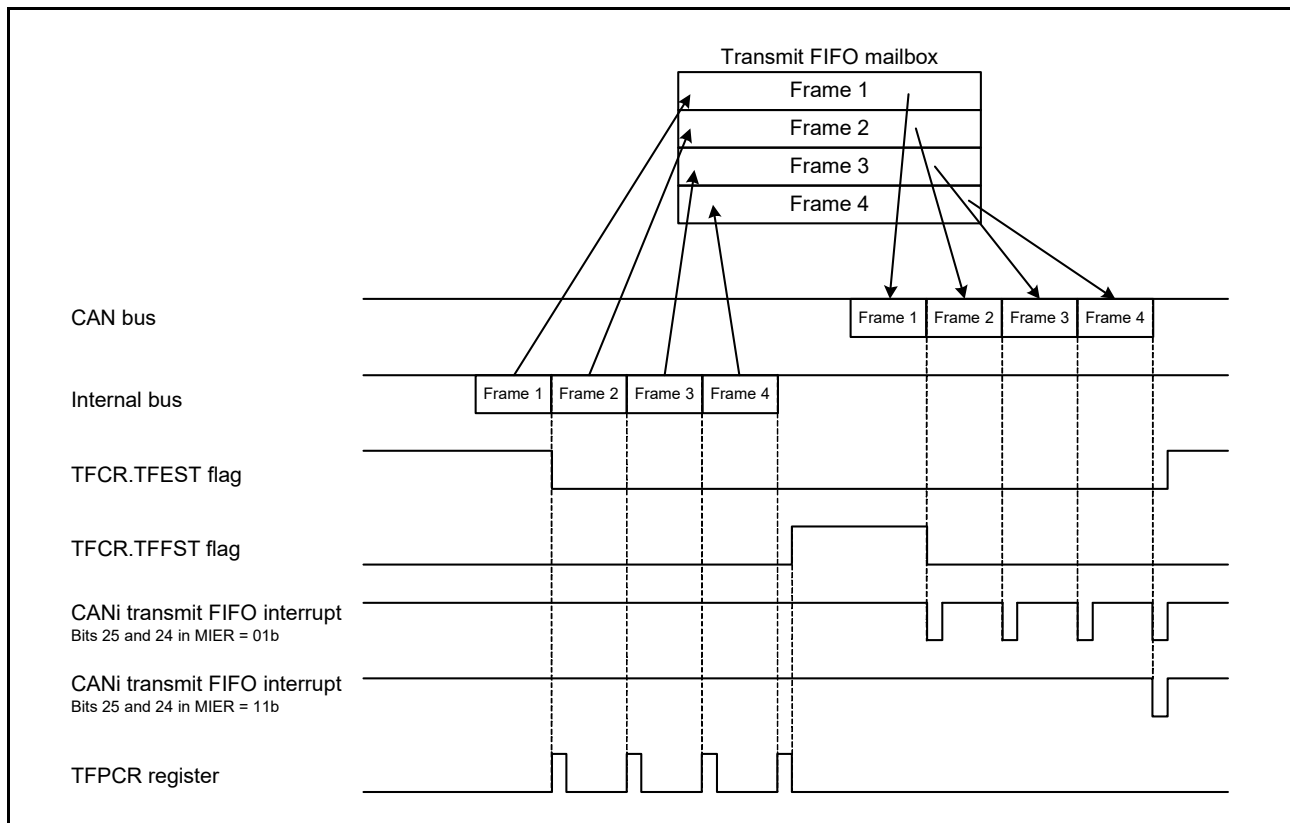 Transmit FIFO mailbox
Frame 1
Frame 2
Frame 3
Frame 4
CAN bus
Frame 1 Frame 2 Frame 3 Frame 4
Internal bus
Frame 1 Frame 2 Frame 3 Frame 4
TFCR.TFEST flag
TFCR.TFFST flag
CANi transmit FIFO interrupt
Bits 25 and 24 in MIER = 01b
CANi transmit FIFO interrupt
Bits 25 and 24 in MIER = 11b
TFPCR register